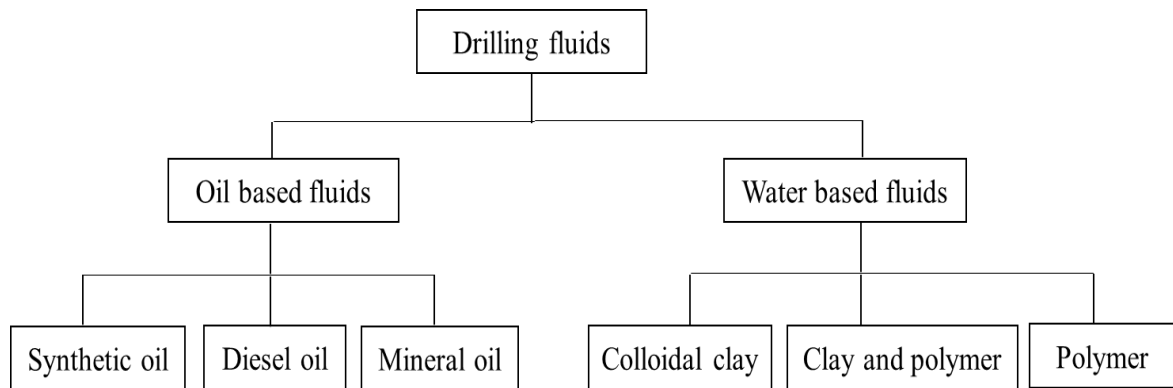 Drilling fluids
Oil based fluids
Water based fluids
Synthetic oil
Diesel oil
Mineral oil
Colloidal clay
Clay and polymer
Polymer